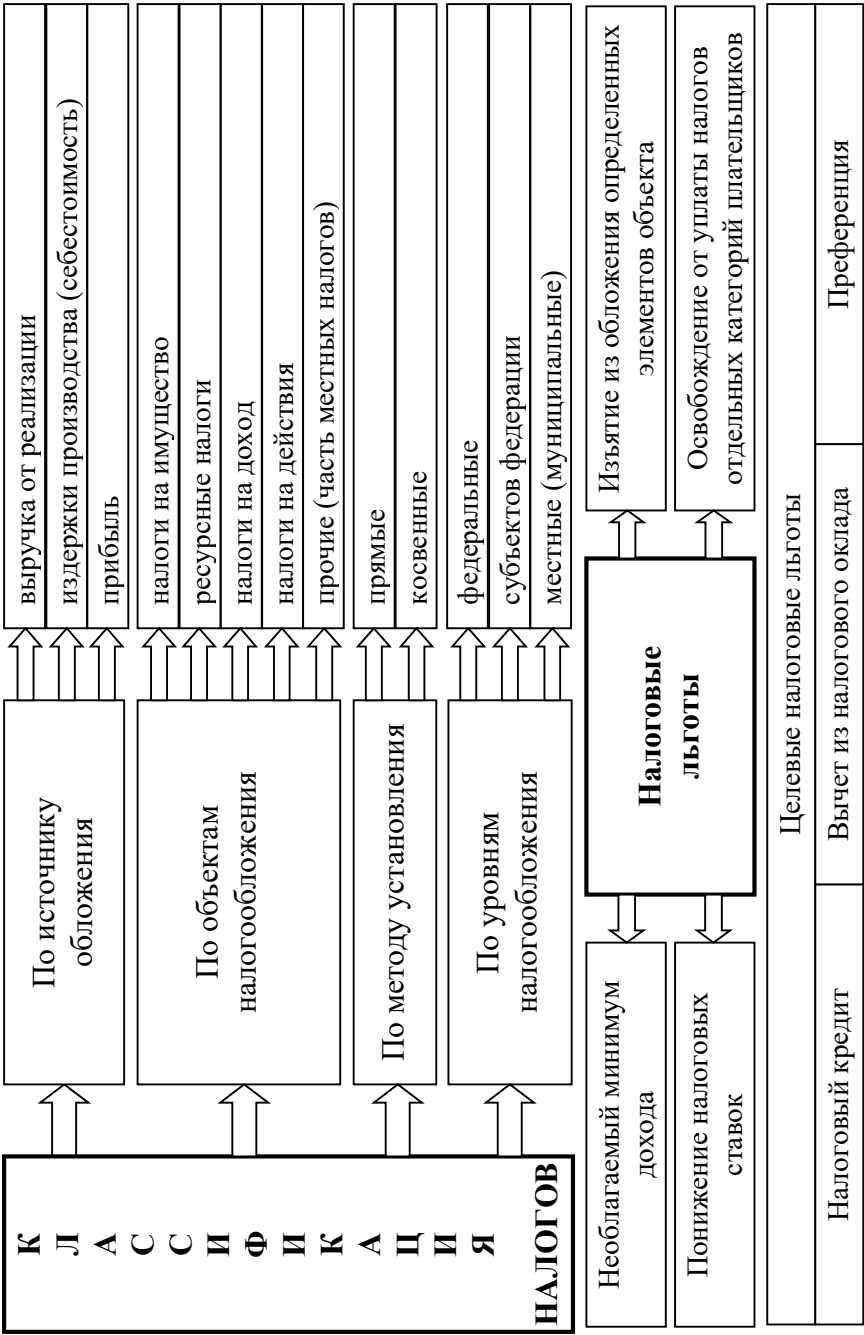 КЛАССИФИКАЦИЯ
НАЛОГОВ
По источнику
обложения
выручка от реализации
издержки производства (себестоимость)
прибыль
По объектам
налогообложения
налоги на имущество
ресурсные налоги
налоги на доход
налоги на действия
прочие (часть местных налогов)
По методу установления
прямые
косвенные
По уровням
налогообложения
федеральные
субъектов федерации
местные (муниципальные)
Необлагаемый минимум
дохода
Понижение налоговых
ставок
Налоговые
льготы
Изъятие из обложения определенных
элементов объекта
Освобождение от уплаты налогов
отдельных категорий плательщиков
Целевые налоговые льготы
Налоговый кредит
Вычет из налогового оклада
Преференция